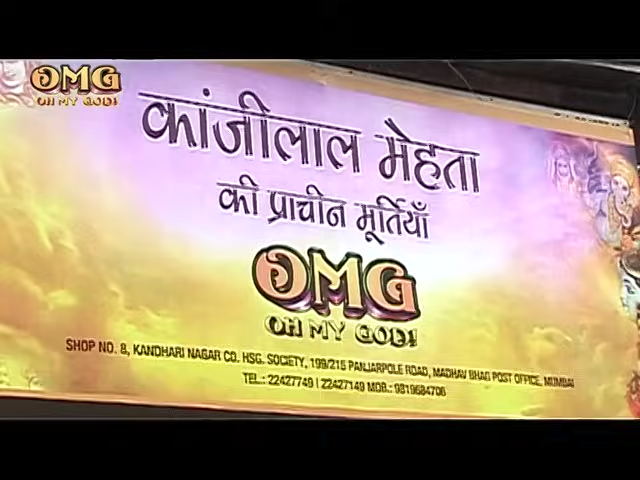 OMG
OH MY GOD!
कांजीलाल मेहता
की प्राचीन मूर्तियाँ
OMG
OH MY GOD!
SHOP NO. 8, KANDHARI NAGAR CO. HSG. SOCIETY, 199/215 PANJARPOLE ROAD, MADHAV BHAG POST OFFICE, MUMBAI
TEL.: 22427749 | 22427149 MOB.: 9819684706